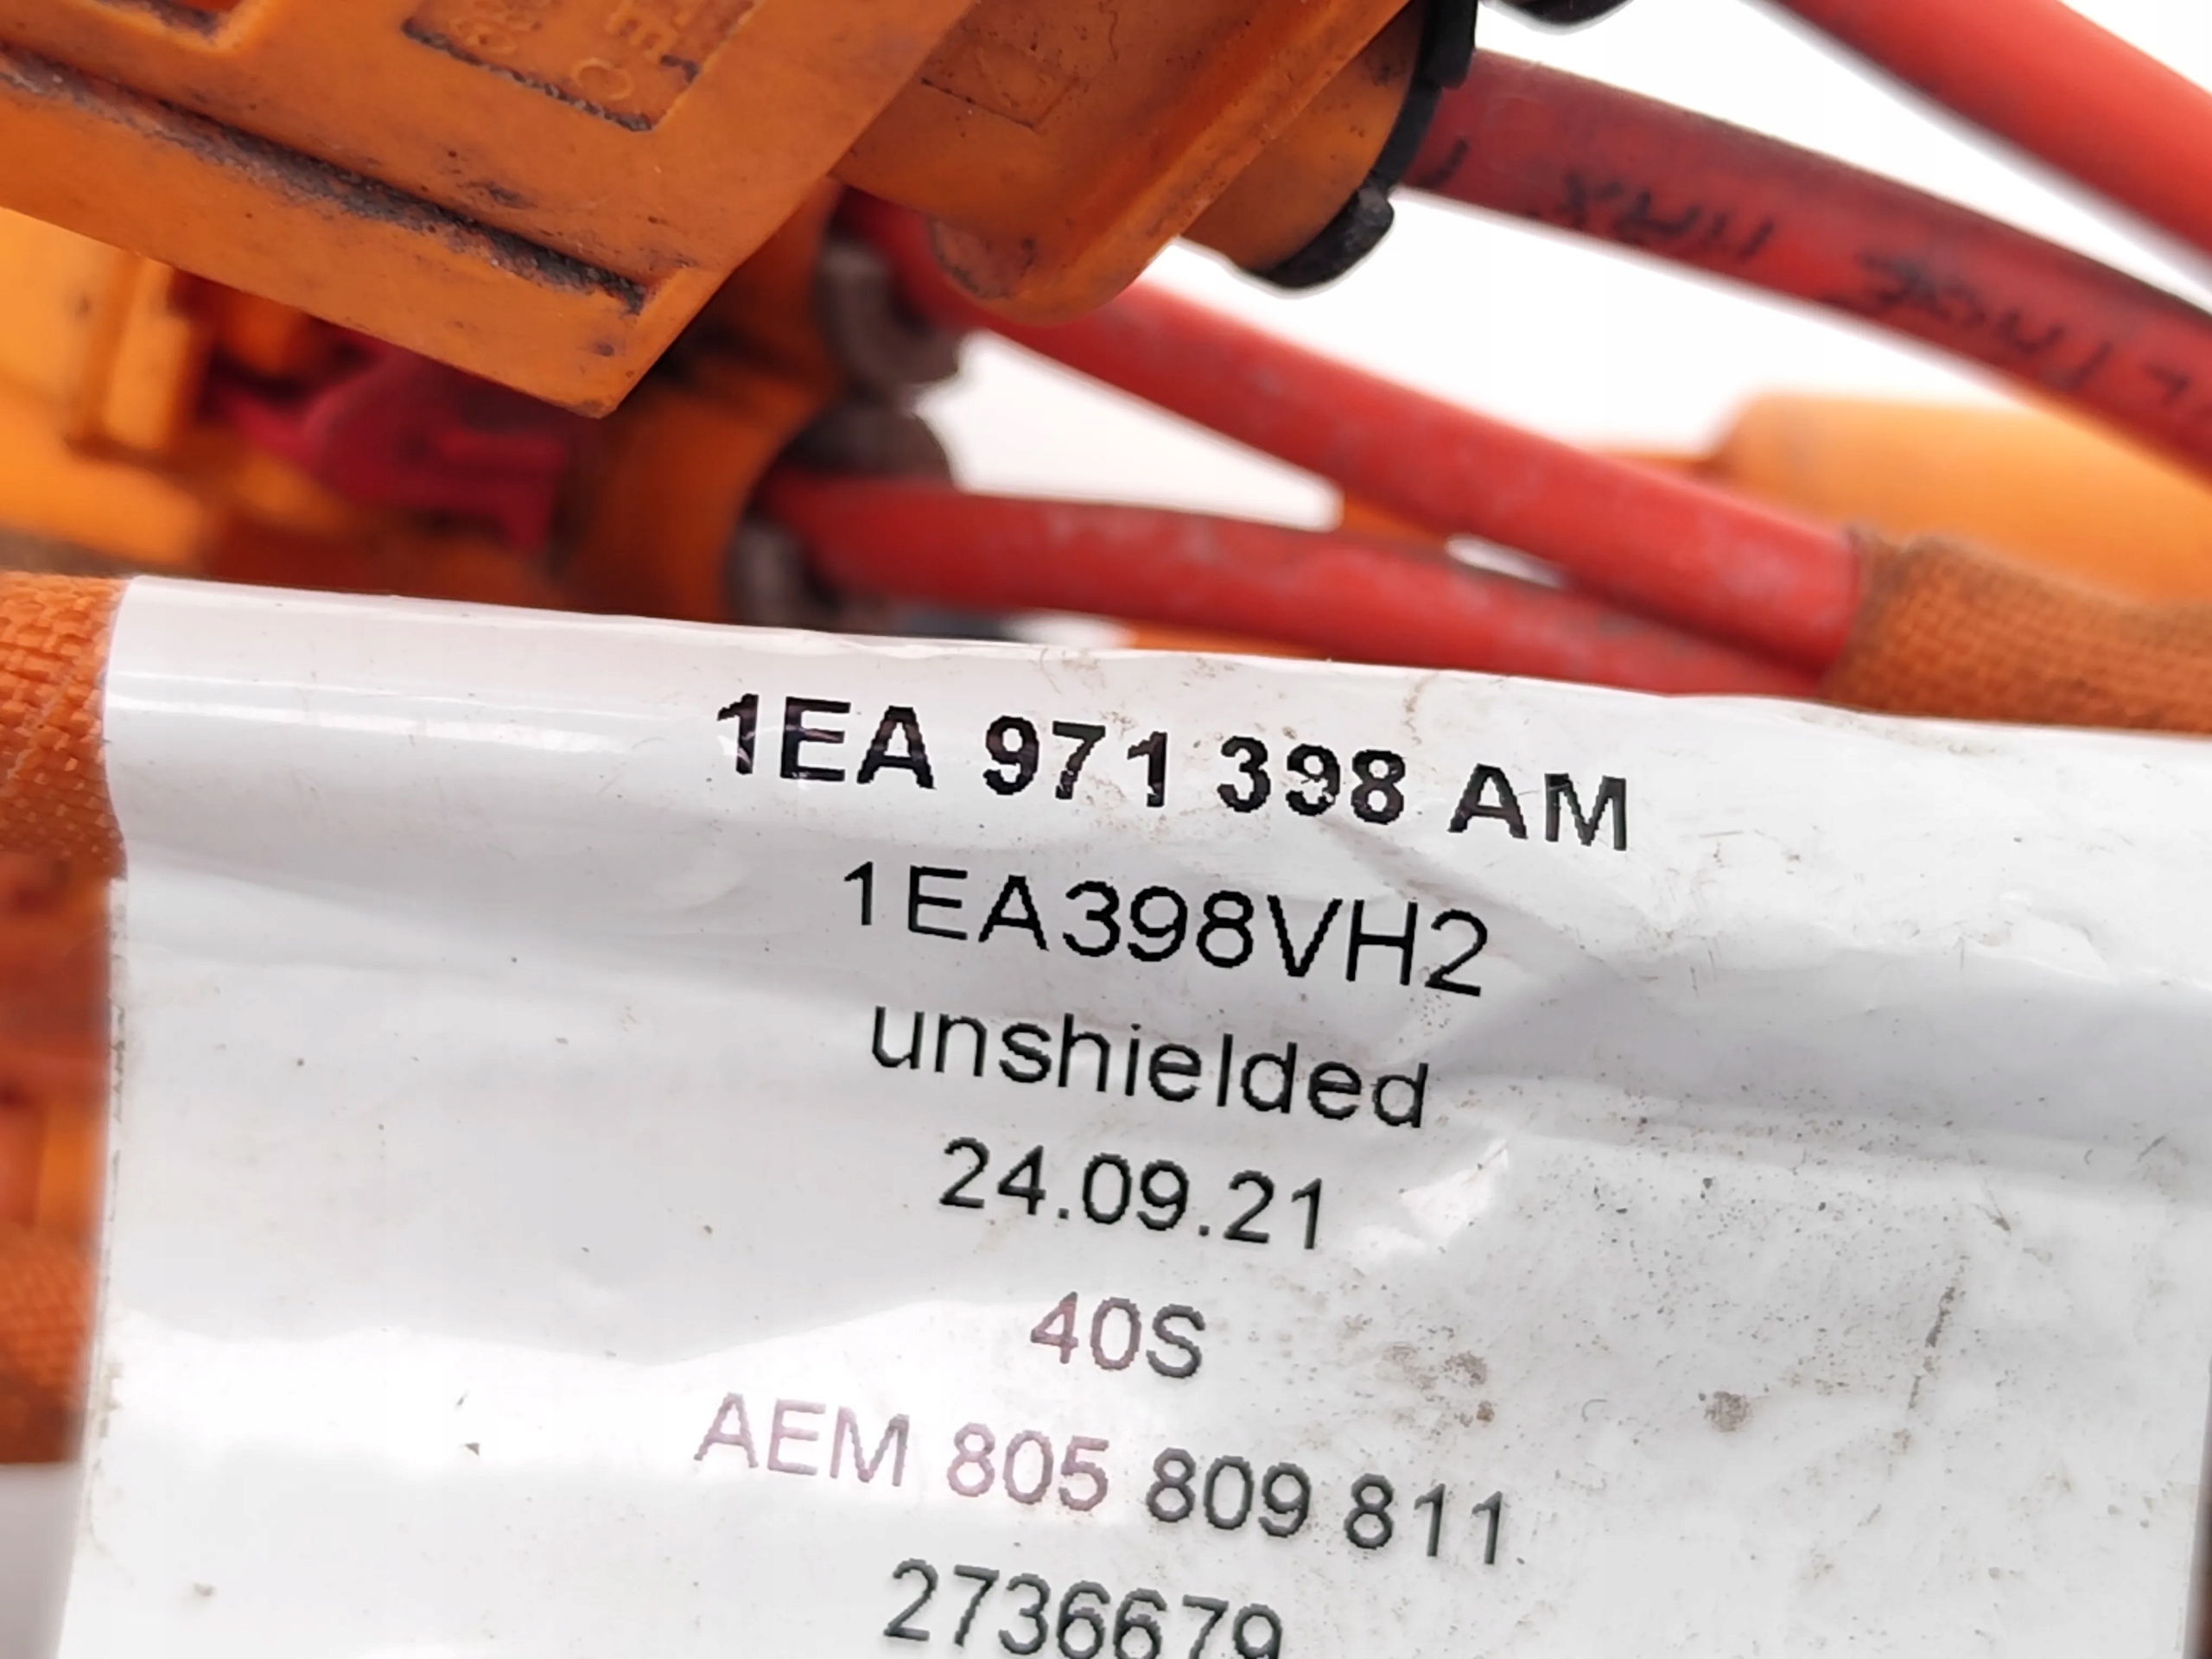 1EA 971 398 AM
1EA398VH2
unshielded
24.09.21
40S
AEM 805 809 811
2736679